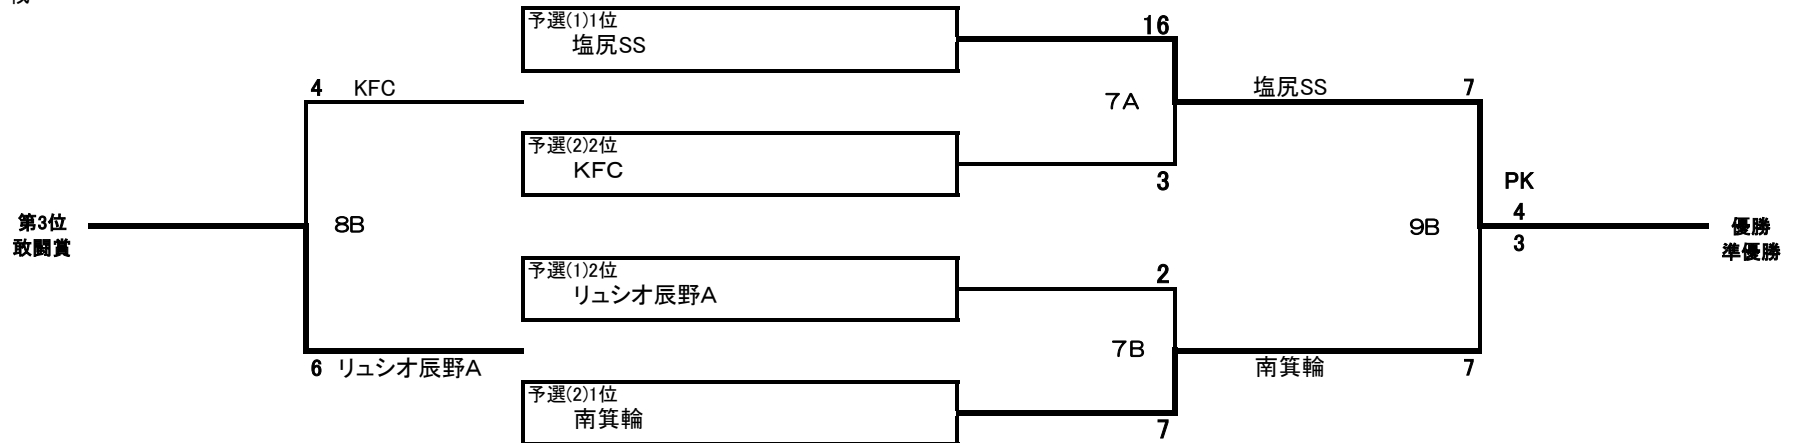 予選(1)1位
塩尻SS
16
4 KFC
7A
塩尻SS 7
予選(2)2位
KFC
3
PK
4
3
第3位
敢闘賞
8B
9B
優勝
準優勝
予選(1)2位
リュシオ辰野A
2
7B
6 リュシオ辰野A
南箕輪 7
予選(2)1位
南箕輪
7